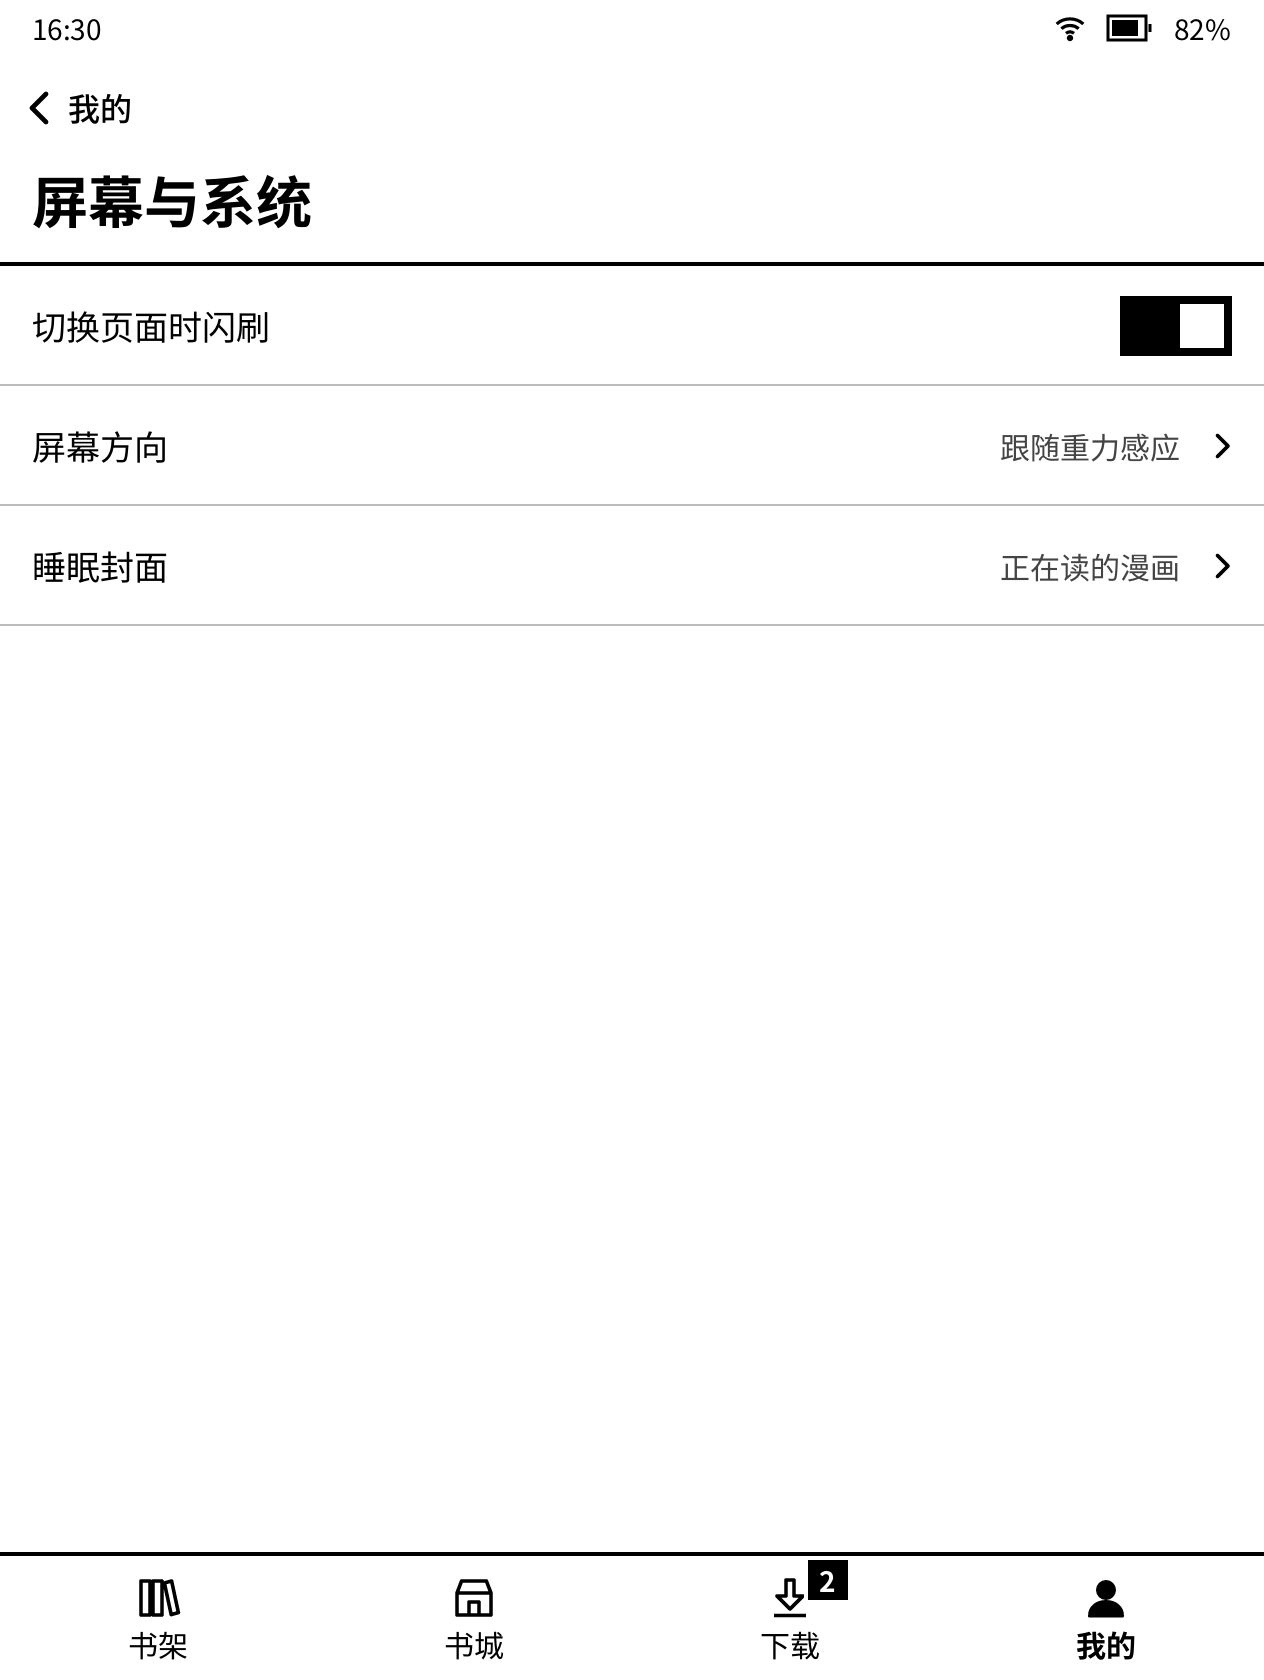 16:30 82%
我的
屏幕与系统
切换页面时闪刷
屏幕方向 跟随重力感应
睡眠封面 正在读的漫画
2
书架 书城 下载 我的